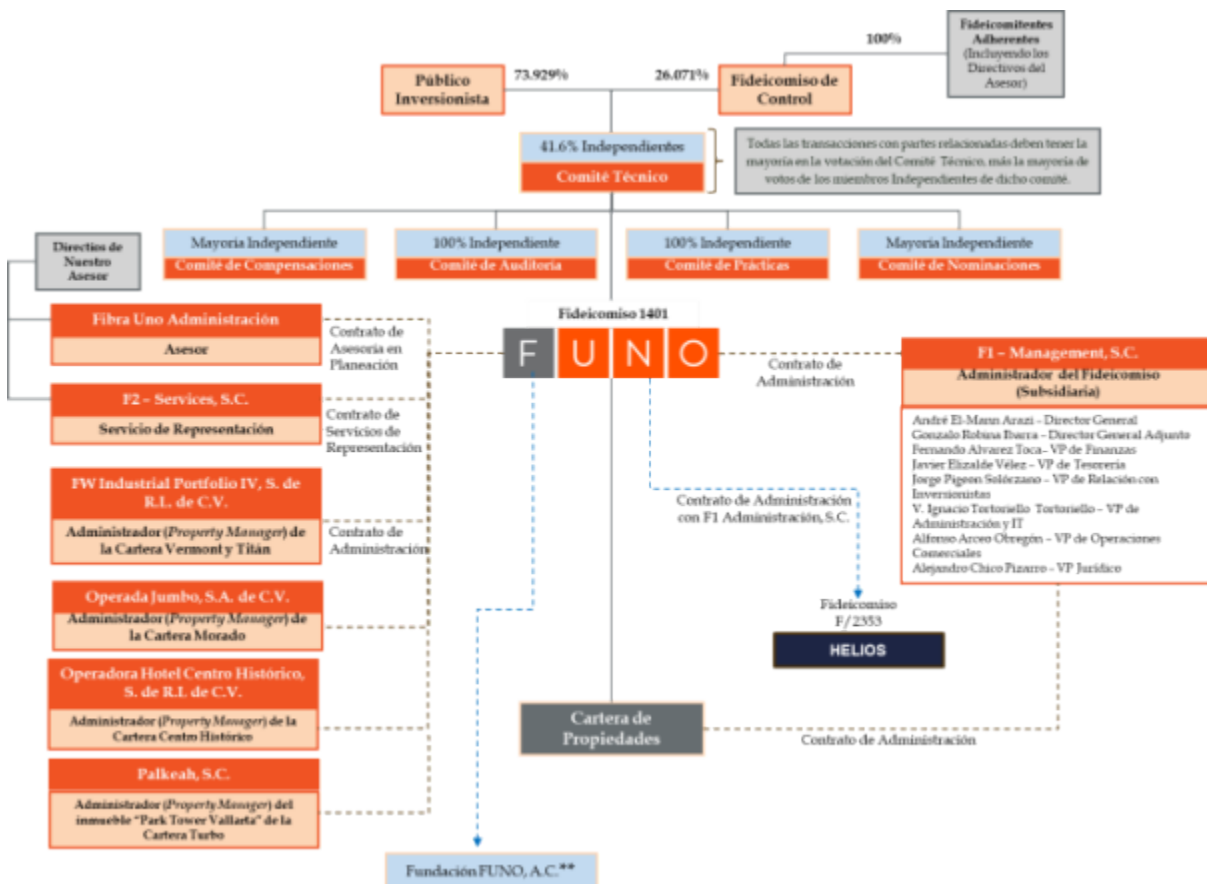 Fideicomitentes
Adherentes
(Incluyendo los
Directivos del
Asesor)
100%
Público
Inversionista
73.929%
26.071%
Fideicomiso de
Control
41.6% Independientes
Comité Técnico
Todas las transacciones con partes relacionadas deben tener la
mayoría en la votación del Comité Técnico, más la mayoría de
votos de los miembros Independientes de dicho comité.
Mayoría Independiente
Comité de Compensaciones
100% Independiente
Comité de Auditoría
100% Independiente
Comité de Prácticas
Mayoría Independiente
Comité de Nominaciones
Directios de
Nuestro
Asesor
Fibra Uno Administración
Asesor
Contrato de
Asesoría en
Planeación
F2 – Services, S.C.
Servicio de Representación
Contrato de
Servicios de
Representación
FW Industrial Portfolio IV, S. de
R.L. de C.V.
Administrador (Property Manager) de
la Cartera Vermont y Titán
Contrato de
Administración
Operada Jumbo, S.A. de C.V.
Administrador (Property Manager) de
la Cartera Morado
Operadora Hotel Centro Histórico,
S. de R.L de C.V.
Administrador (Property Manager) de la
Cartera Centro Histórico
Palkeah, S.C.
Administrador (Property Manager) del
inmueble "Park Tower Vallarta" de la
Cartera Turbo
Fideicomiso 1401
FUNO
Contrato de
Administración
F1 – Management, S.C.
Administrador del Fideicomiso
(Subsidiaria)
André El-Mann Arazi – Director General
Gonzalo Robina Ibarra – Director General Adjunto
Fernando Alvarez Toca– VP de Finanzas
Javier Elizalde Vélez – VP de Tesorería
Jorge Pigeon Solórzano – VP de Relación con
Inversionistas
V. Ignacio Tortoriello Tortoriello – VP de
Administración y IT
Alfonso Arceo Obregón – VP de Operaciones
Comerciales
Alejandro Chico Pizarro – VP Jurídico
Contrato de Administración
con F1 Administración, S.C.
Fideicomiso
F/2353
HELIOS
Cartera de
Propiedades
Contrato de Administración
Fundación FUNO, A.C.**